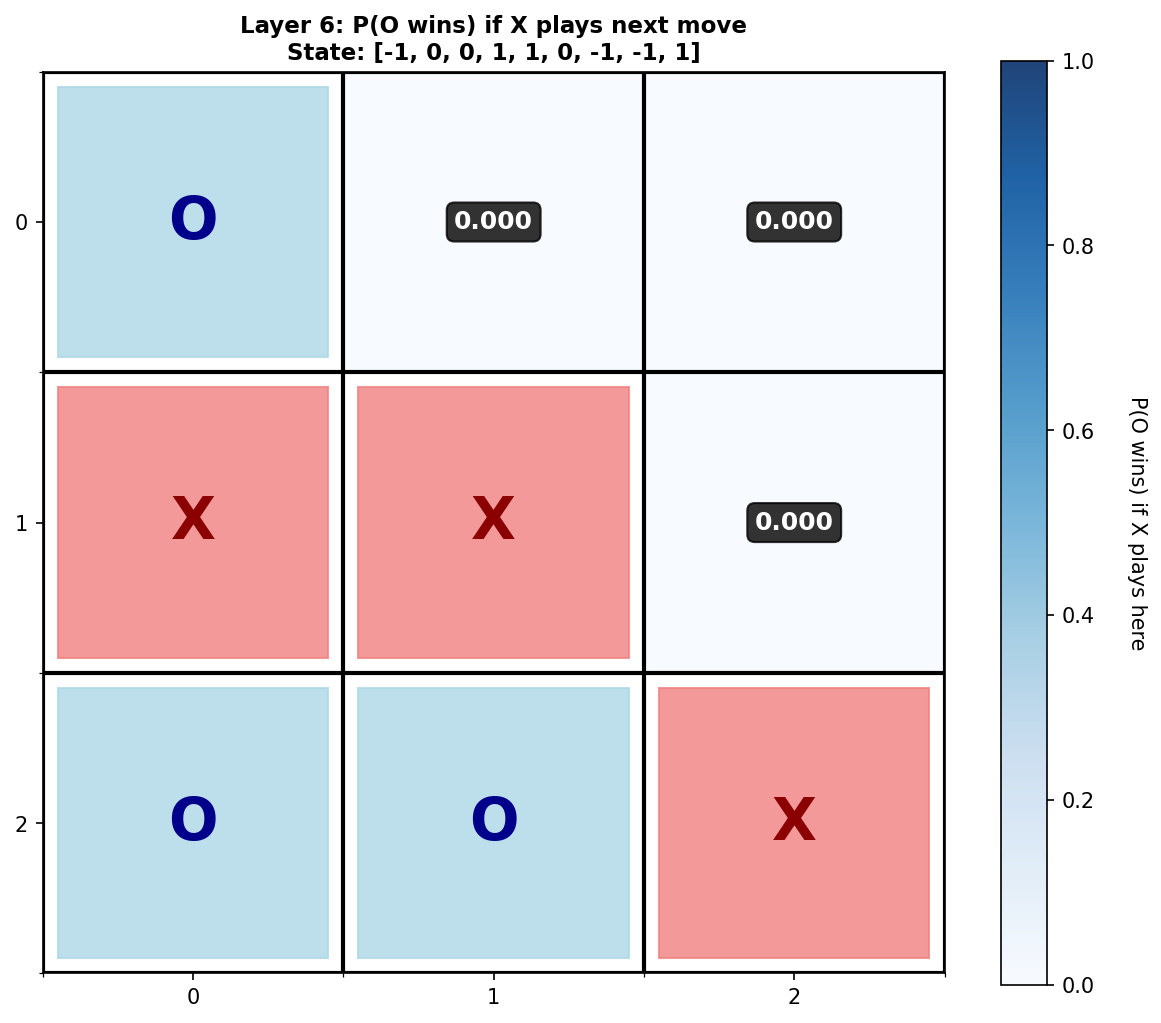 Layer 6: P(O wins) if X plays next move
State: [-1, 0, 0, 1, 1, 0, -1, -1, 1]
0 O 0.000 0.000
1 X X 0.000
2 O O X
0 1 2
1.0
0.8
0.6
0.4
0.2
0.0
P(O wins) if X plays here